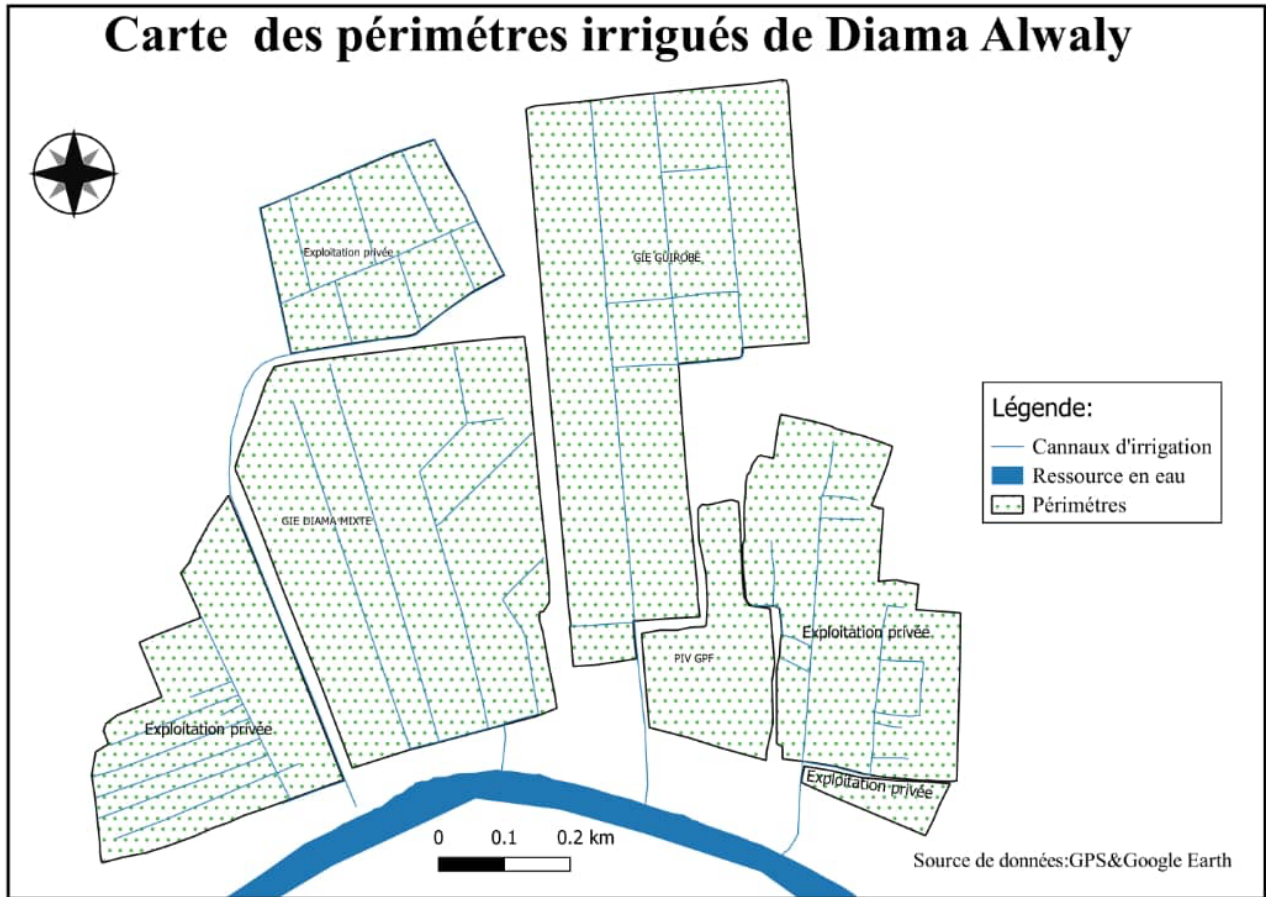 Carte des périmétres irrigués de Diama Alwaly
Exploitation privée
GIE GUIROBE
Légende:
Cannaux d'irrigation
Ressource en eau
Périmétres
GIE DIAMA MIXTE
Exploitation privée
PIV GPF
Exploitation privée
Exploitation privée
0 0.1 0.2 km
Source de données:GPS&Google Earth